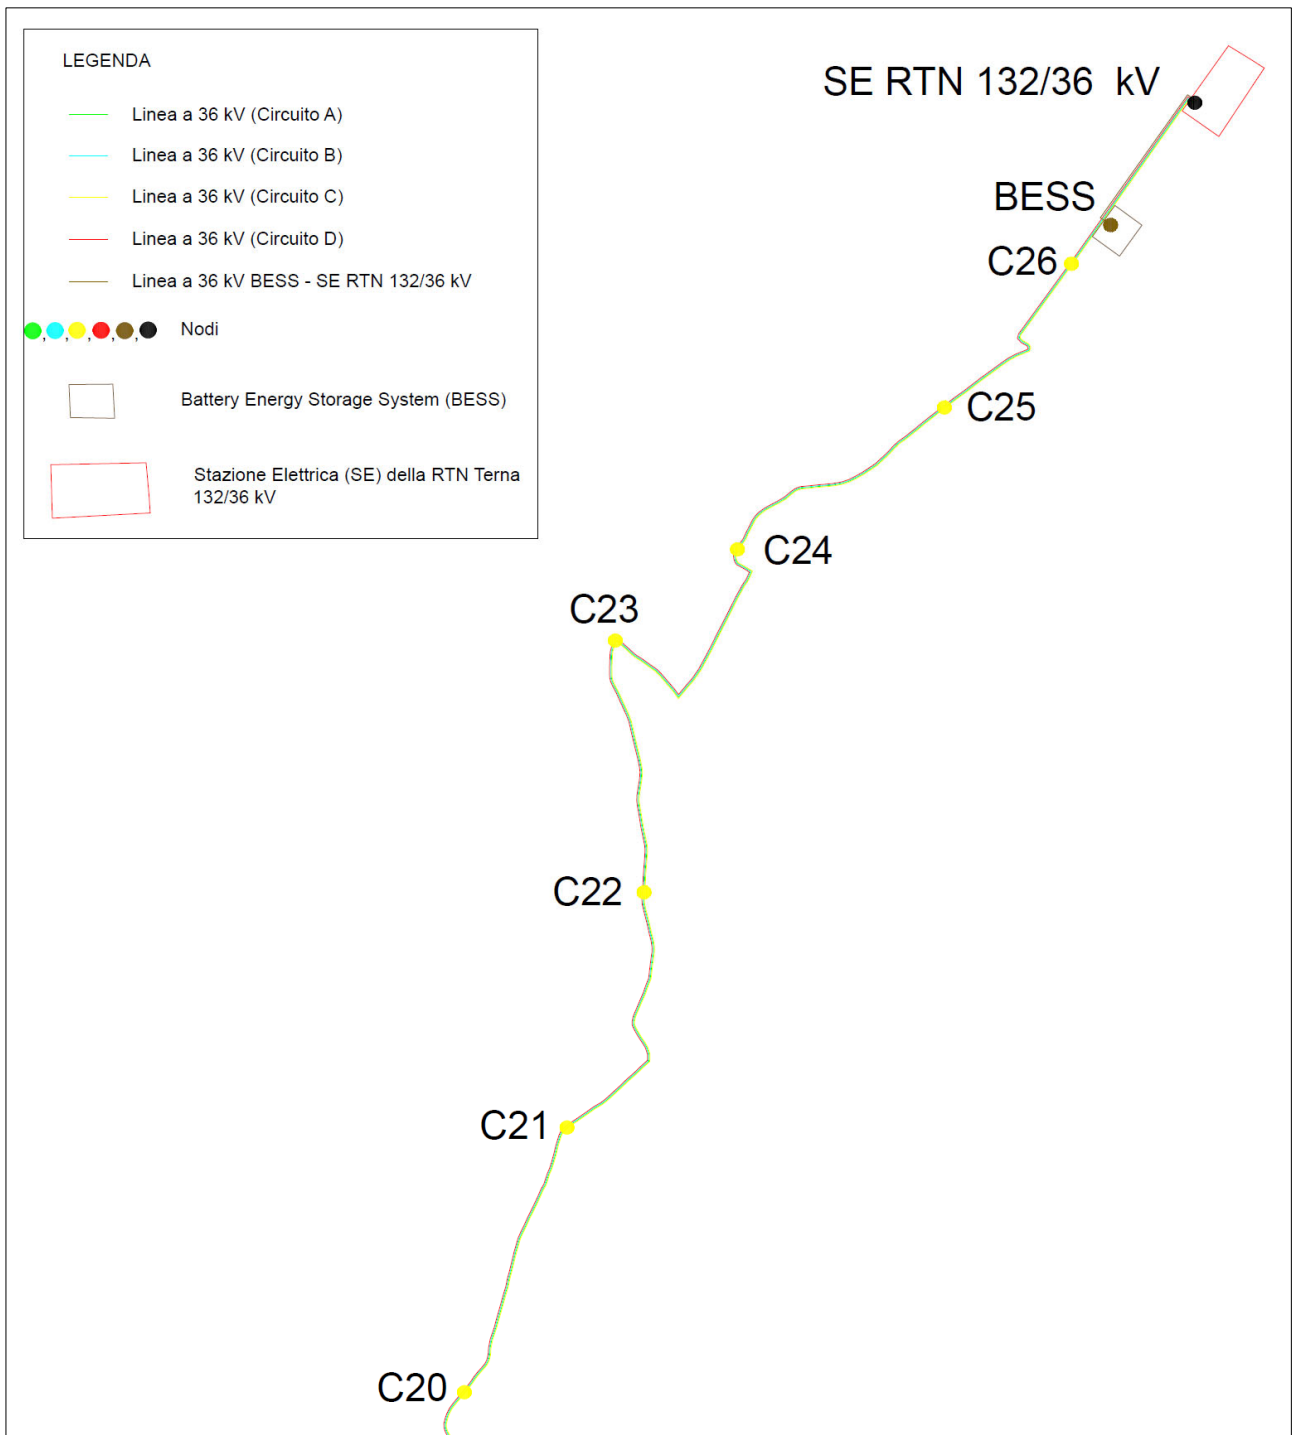 LEGENDA
Linea a 36 kV (Circuito A)
Linea a 36 kV (Circuito B)
Linea a 36 kV (Circuito C)
Linea a 36 kV (Circuito D)
Linea a 36 kV BESS - SE RTN 132/36 kV
, , , , , Nodi
Battery Energy Storage System (BESS)
Stazione Elettrica (SE) della RTN Terna
132/36 kV
SE RTN 132/36 kV
BESS
C26
C25
C24
C23
C22
C21
C20